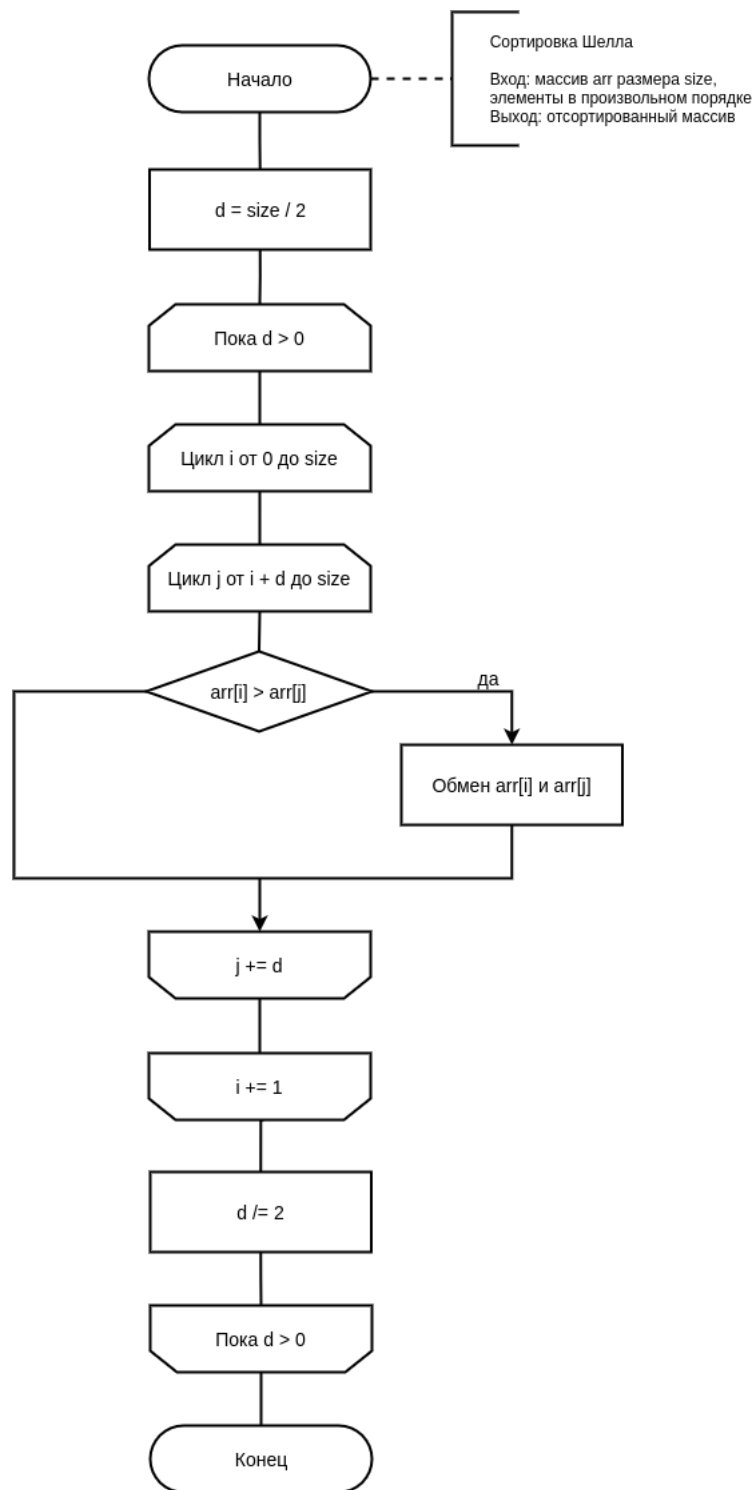 Сортировка Шелла
Начало
Вход: массив arr размера size,
элементы в произвольном порядке
Выход: отсортированный массив
d = size / 2
Пока d > 0
Цикл i от 0 до size
Цикл j от i + d до size
arr[i] > arr[j]
да
Обмен arr[i] и arr[j]
j += d
i += 1
d /= 2
Пока d > 0
Конец